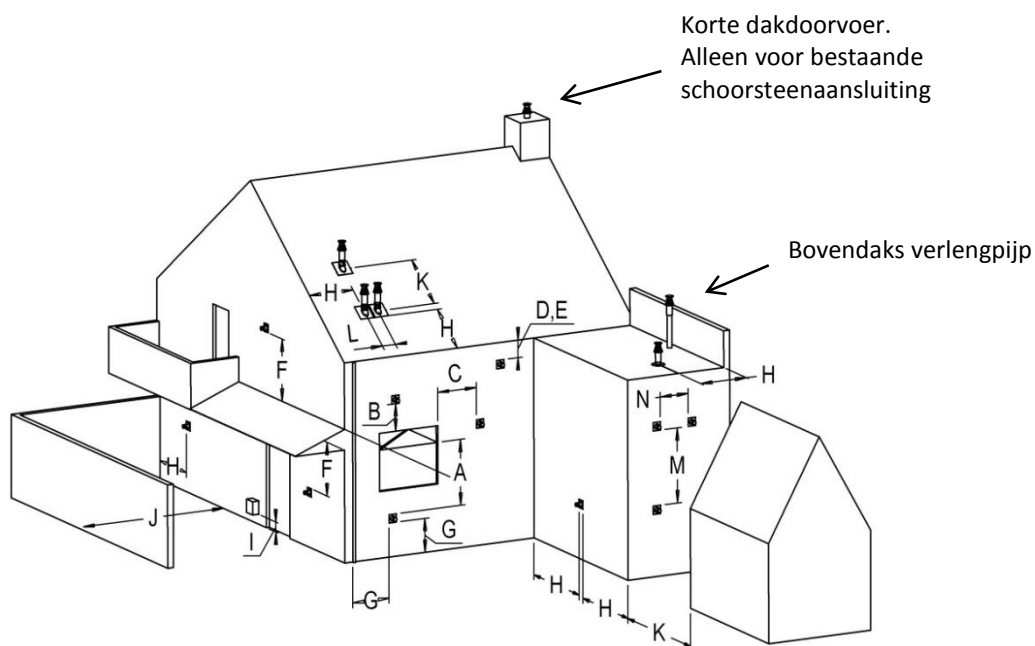 Korte dakdoorvoer.
Alleen voor bestaande
schoorsteenaansluiting
Bovendaks verlengpijp
K
H
D,E
L
H
F
C
H
B
N
A
F
M
H
J
G
I
G
H
H
K